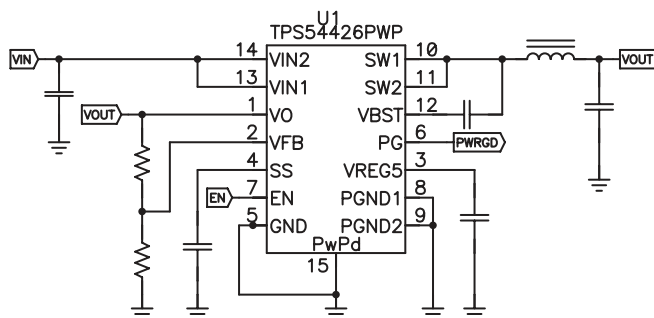 U1
TPS54426PWP
VIN
14 VIN2 SW1 10
VOUT
13 VIN1 SW2 11
VOUT
1 VO VBST 12
2 VFB PG 6
PWRGD
4 SS VREG5 3
EN
7 EN PGND1 8
5 GND PGND2 9
PwPd
15